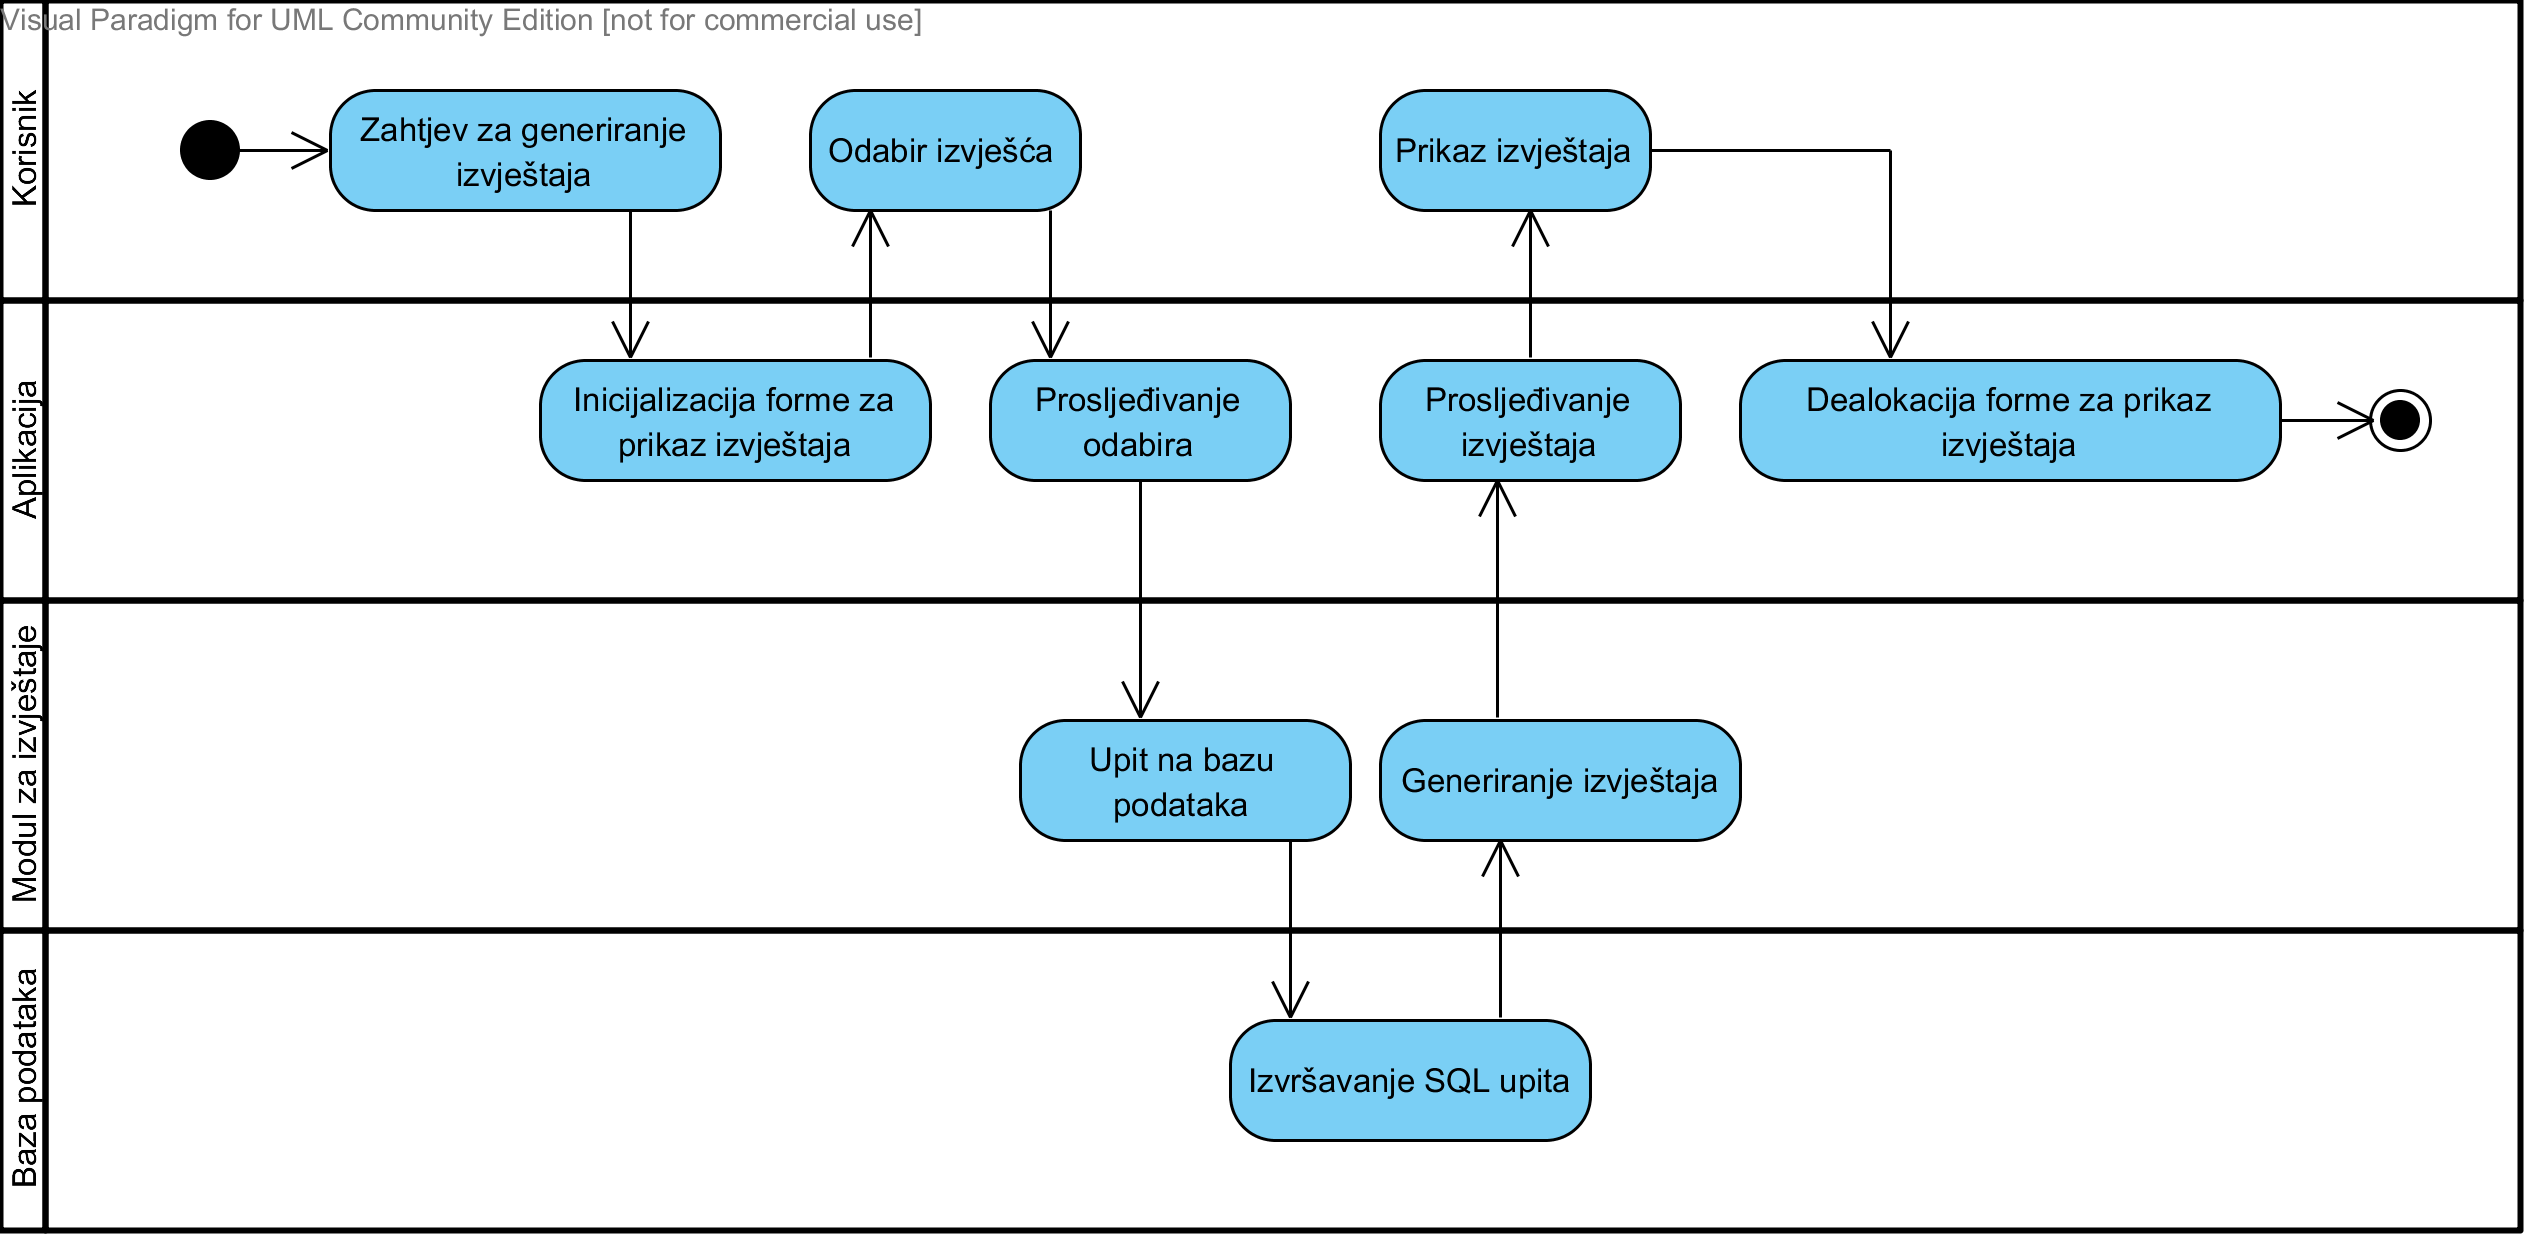 Visual Paradigm for UML Community Edition [not for commercial use]
Korisnik
Zahtjev za generiranje
izvještaja
Odabir izvješća
Prikaz izvještaja
Aplikacija
Inicijalizacija forme za
prikaz izvještaja
Prosljeđivanje
odabira
Prosljeđivanje
izvještaja
Dealokacija forme za prikaz
izvještaja
Modul za izvještaje
Upit na bazu
podataka
Generiranje izvještaja
Baza podataka
Izvršavanje SQL upita